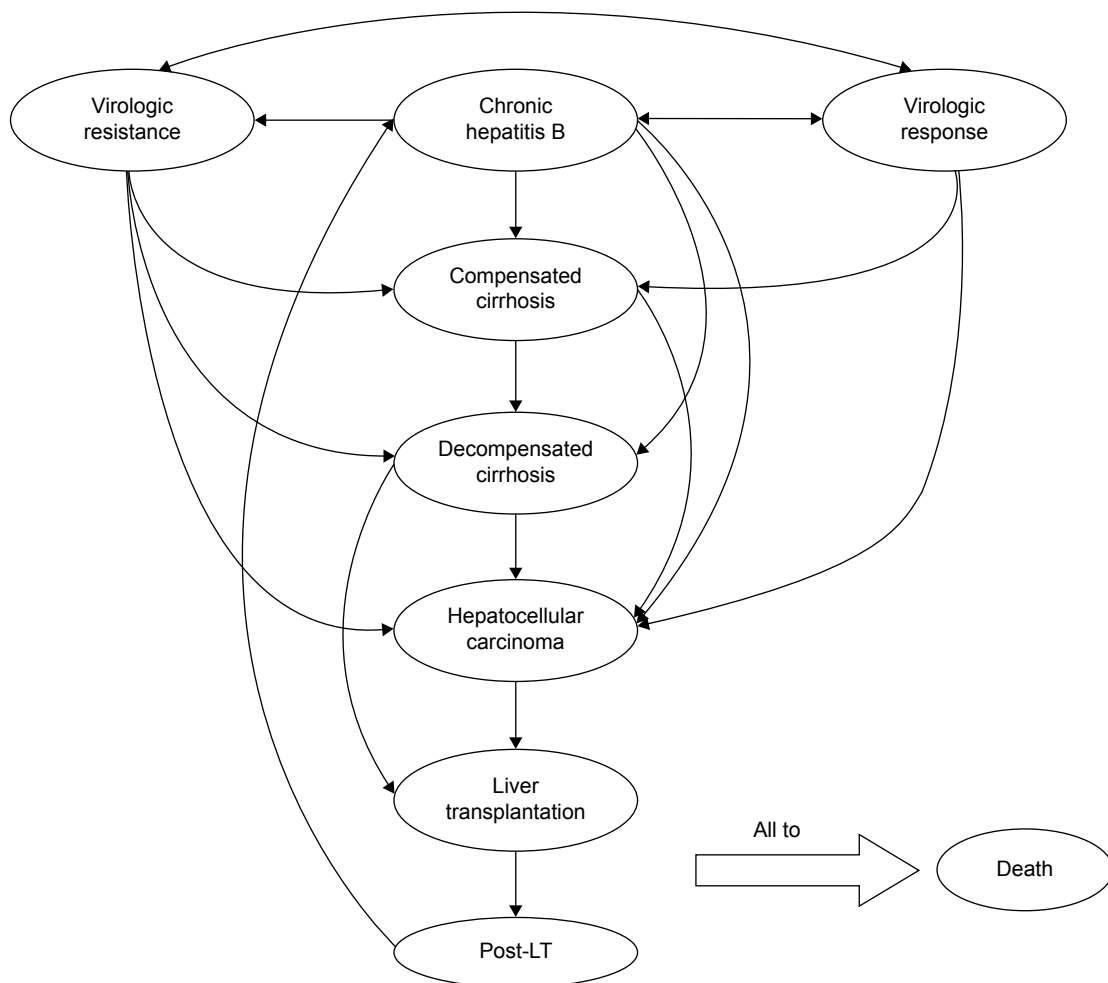 Virologic
resistance
Chronic
hepatitis B
Virologic
response
Compensated
cirrhosis
Decompensated
cirrhosis
Hepatocellular
carcinoma
Liver
transplantation
All to
Death
Post-LT